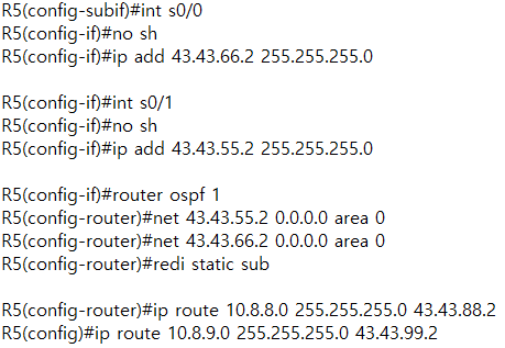 R5(config-subif)#int s0/0
R5(config-if)#no sh
R5(config-if)#ip add 43.43.66.2 255.255.255.0
R5(config-if)#int s0/1
R5(config-if)#no sh
R5(config-if)#ip add 43.43.55.2 255.255.255.0
R5(config-if)#router ospf 1
R5(config-router)#net 43.43.55.2 0.0.0.0 area 0
R5(config-router)#net 43.43.66.2 0.0.0.0 area 0
R5(config-router)#redi static sub
R5(config-router)#ip route 10.8.8.0 255.255.255.0 43.43.88.2
R5(config)#ip route 10.8.9.0 255.255.255.0 43.43.99.2